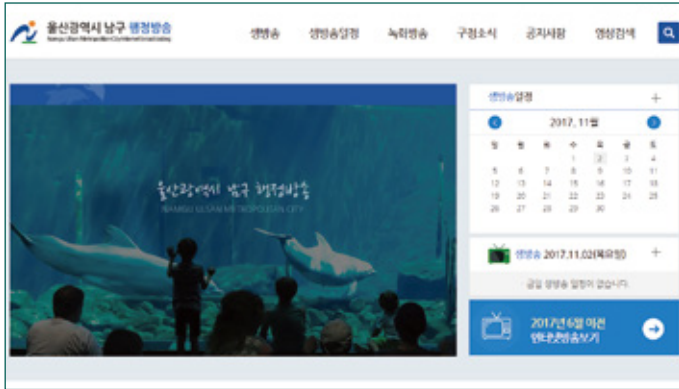 울산광역시 남구 행정방송
생방송 생방송일정 녹화방송 구정소식 공지사항 영상검색
울산광역시 남구 행정방송
NAMGU ULSAN METROPOLITAN CITY
생방송일정 +
2017. 11월
일 월 화 수 목 금 토
1 2 3 4
5 6 7 8 9 10 11
12 13 14 15 16 17 18
19 20 21 22 23 24 25
26 27 28 29 30
생방송 2017.11.02(목요일) +
금일 생방송 일정이 없습니다.
2017년 6월 이전
인터넷방송보기